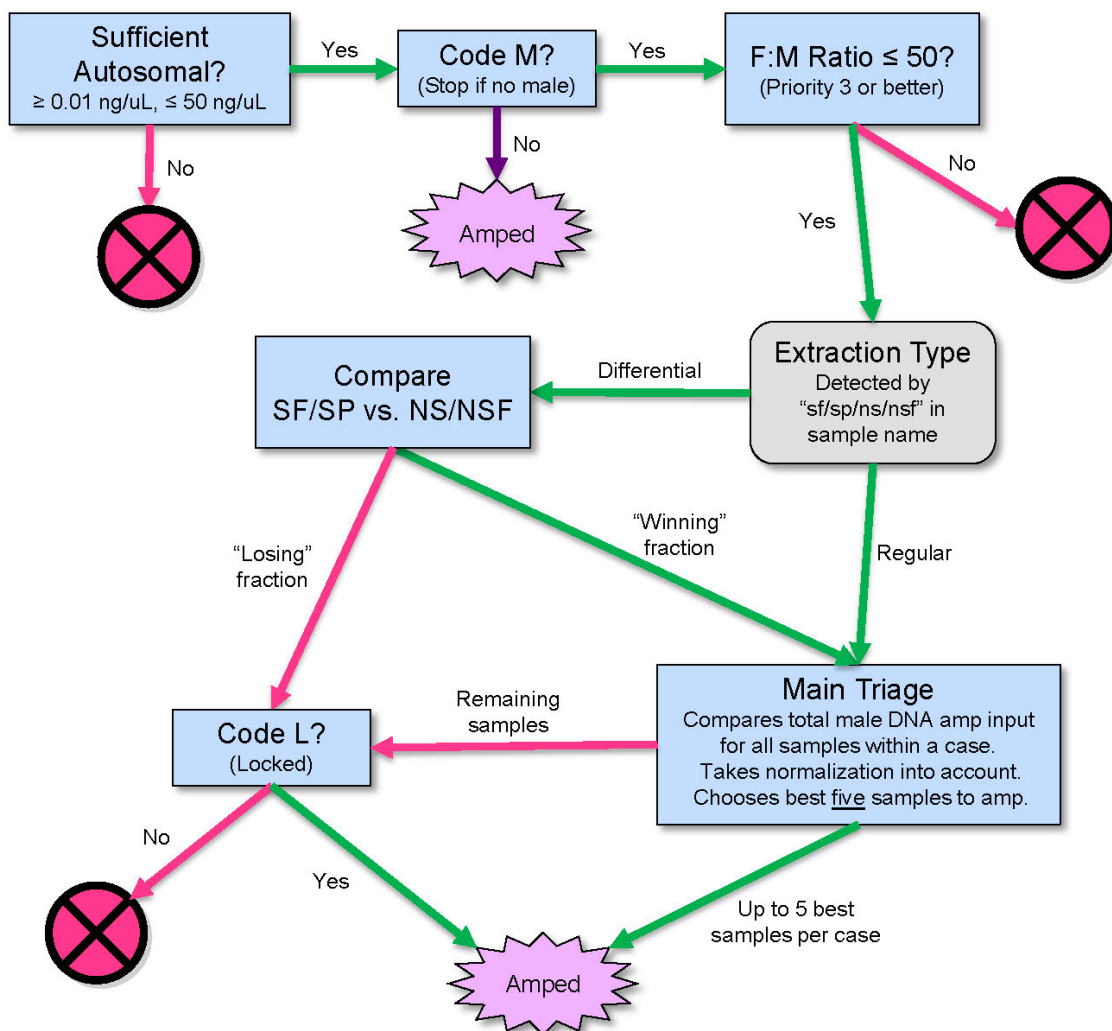 Sufficient
Autosomal?
≥ 0.01 ng/uL, ≤ 50 ng/uL
Yes
Code M?
(Stop if no male)
Yes
F:M Ratio ≤ 50?
(Priority 3 or better)
No
No
No
Amped
Yes
Extraction Type
Detected by
“sf/sp/ns/nsf” in
sample name
Differential
Compare
SF/SP vs. NS/NSF
“Losing”
fraction
“Winning”
fraction
Regular
Main Triage
Compares total male DNA amp input
for all samples within a case.
Takes normalization into account.
Chooses best five samples to amp.
Remaining
samples
Code L?
(Locked)
No
Yes
Up to 5 best
samples per case
Amped